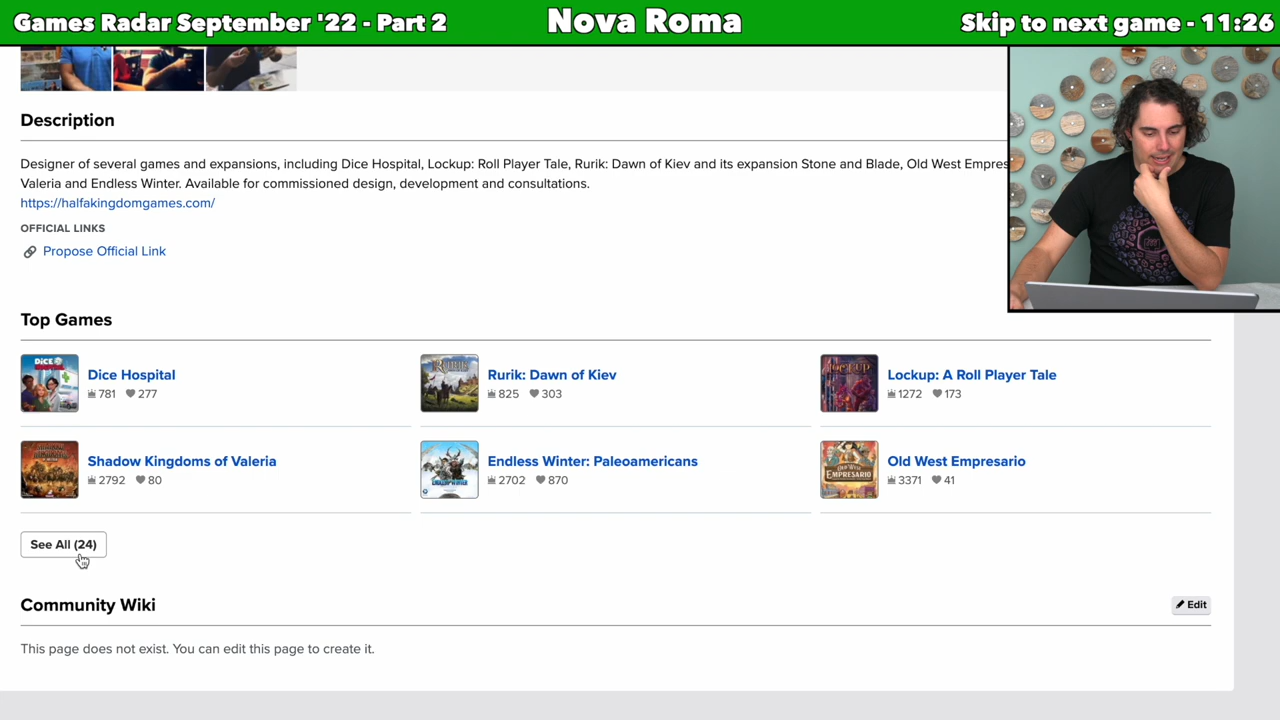 Games Radar September '22 - Part 2
Nova Roma
Skip to next game - 11:26
Description
Designer of several games and expansions, including Dice Hospital, Lockup: Roll Player Tale, Rurik: Dawn of Kiev and its expansion Stone and Blade, Old West Empres
Valeria and Endless Winter. Available for commissioned design, development and consultations.
https://halfakingdomgames.com/
OFFICIAL LINKS
Propose Official Link
Top Games
Dice Hospital
781 277
Rurik: Dawn of Kiev
825 303
Lockup: A Roll Player Tale
1272 173
Shadow Kingdoms of Valeria
2792 80
Endless Winter: Paleoamericans
2702 870
Old West Empresario
3371 41
See All (24)
Community Wiki
Edit
This page does not exist. You can edit this page to create it.